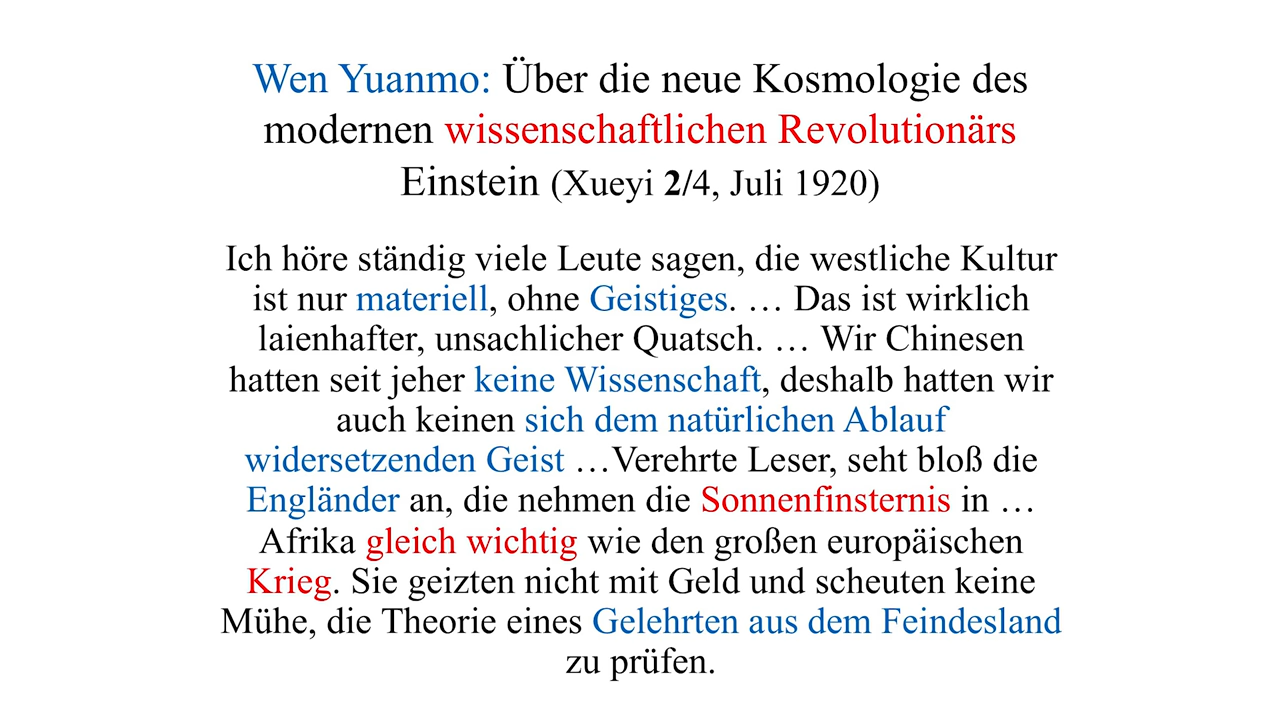 Wen Yuanmo: Über die neue Kosmologie des
modernen wissenschaftlichen Revolutionärs
Einstein (Xueyi 2/4, Juli 1920)
Ich höre ständig viele Leute sagen, die westliche Kultur
ist nur materiell, ohne Geistiges. … Das ist wirklich
laienhafter, unsachlicher Quatsch. … Wir Chinesen
hatten seit jeher keine Wissenschaft, deshalb hatten wir
auch keinen sich dem natürlichen Ablauf
widersetzenden Geist …Verehrte Leser, seht bloß die
Engländer an, die nehmen die Sonnenfinsternis in …
Afrika gleich wichtig wie den großen europäischen
Krieg. Sie geizten nicht mit Geld und scheuten keine
Mühe, die Theorie eines Gelehrten aus dem Feindesland
zu prüfen.